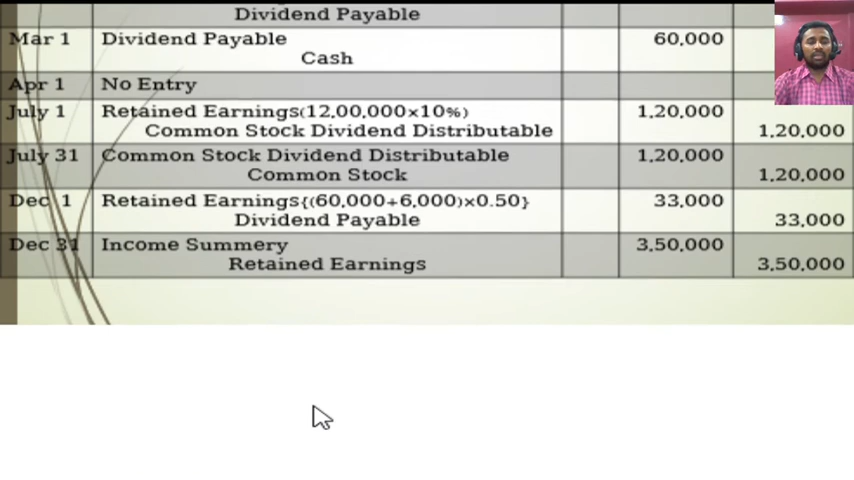 Dividend Payable
Mar 1 Dividend Payable 60,000
Cash
Apr 1 No Entry
July 1 Retained Earnings(12,00,000×10%) 1,20,000
Common Stock Dividend Distributable 1,20,000
July 31 Common Stock Dividend Distributable 1,20,000
Common Stock 1,20,000
Dec 1 Retained Earnings{(60,000+6,000)×0.50} 33,000
Dividend Payable 33,000
Dec 31 Income Summery 3,50,000
Retained Earnings 3,50,000